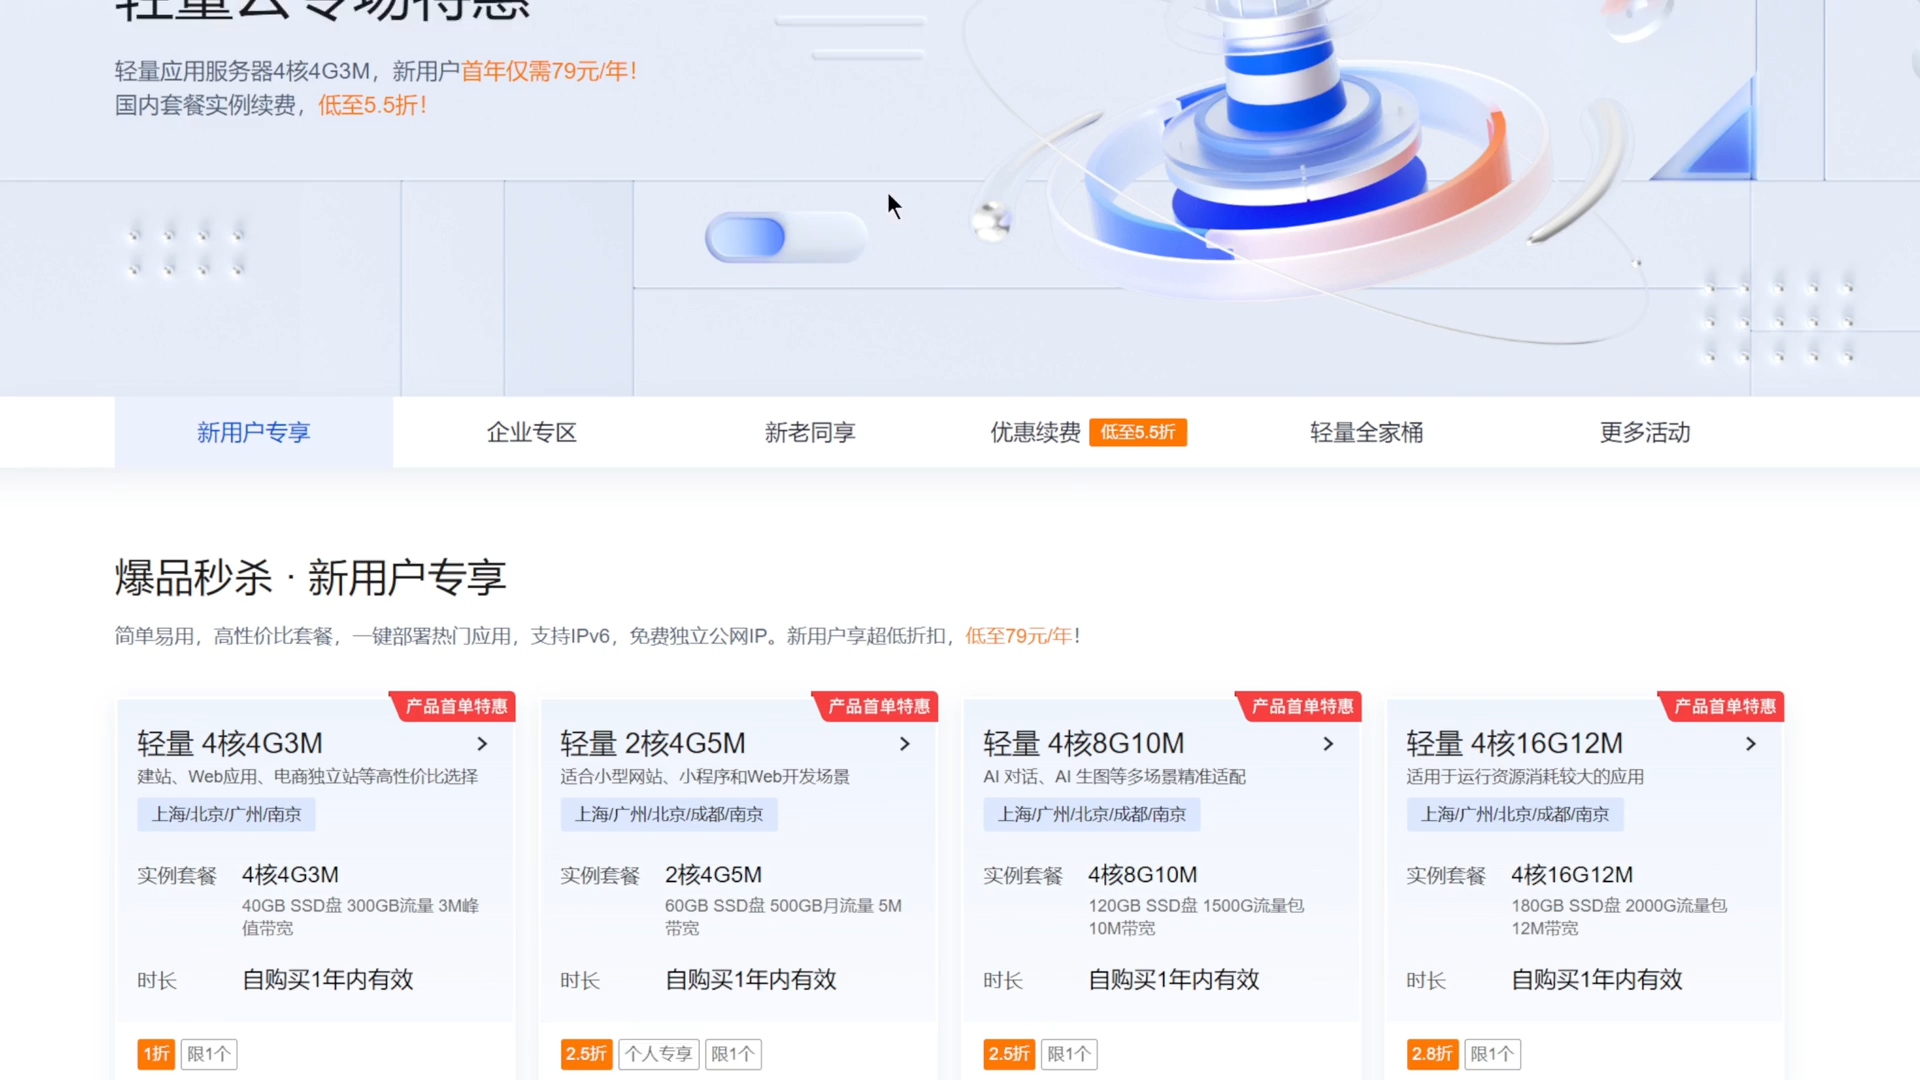 轻量云专场特惠
轻量应用服务器4核4G3M，新用户首年仅需79元/年！
国内套餐实例续费，低至5.5折！
新用户专享
企业专区
新老同享
优惠续费 低至5.5折
轻量全家桶
更多活动
爆品秒杀 · 新用户专享
简单易用，高性价比套餐，一键部署热门应用，支持IPv6，免费独立公网IP。新用户享超低折扣，低至79元/年！
产品首单特惠
轻量 4核4G3M
建站、Web应用、电商独立站等高性价比选择
上海/北京/广州/南京
实例套餐 4核4G3M
40GB SSD盘 300GB流量 3M峰
值带宽
时长 自购买1年内有效
1折 限1个
产品首单特惠
轻量 2核4G5M
适合小型网站、小程序和Web开发场景
上海/广州/北京/成都/南京
实例套餐 2核4G5M
60GB SSD盘 500GB月流量 5M
带宽
时长 自购买1年内有效
2.5折 个人专享 限1个
产品首单特惠
轻量 4核8G10M
AI 对话、AI 生图等多场景精准适配
上海/广州/北京/成都/南京
实例套餐 4核8G10M
120GB SSD盘 1500G流量包
10M带宽
时长 自购买1年内有效
2.5折 限1个
产品首单特惠
轻量 4核16G12M
适用于运行资源消耗较大的应用
上海/广州/北京/成都/南京
实例套餐 4核16G12M
180GB SSD盘 2000G流量包
12M带宽
时长 自购买1年内有效
2.8折 限1个